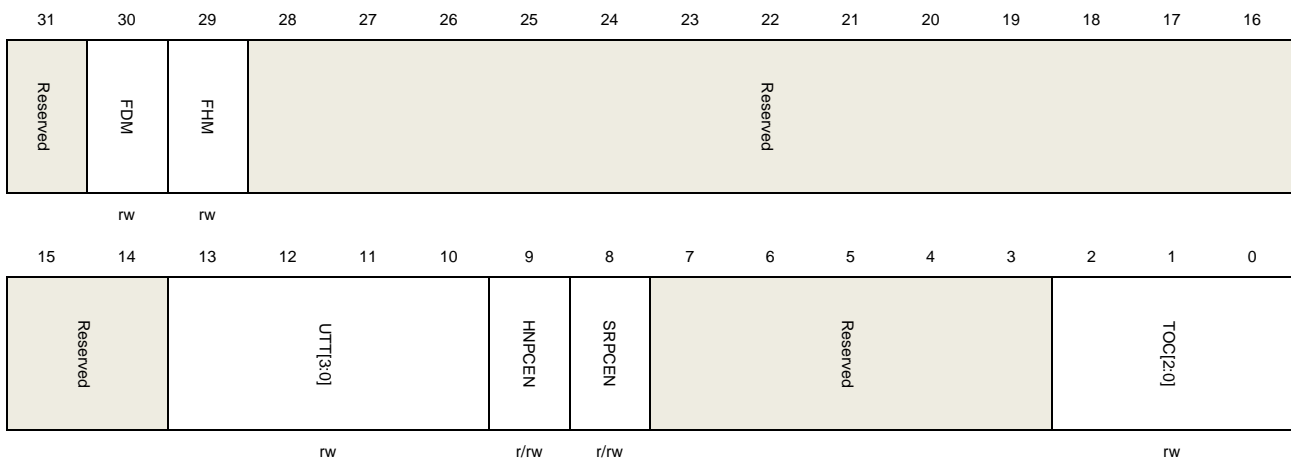 31 30 29 28 27 26 25 24 23 22 21 20 19 18 17 16
Reserved FDM FHM Reserved
rw rw
15 14 13 12 11 10 9 8 7 6 5 4 3 2 1 0
Reserved UTT[3:0] HNPCEN SRPCEN Reserved TOC[2:0]
rw r/rw r/rw rw